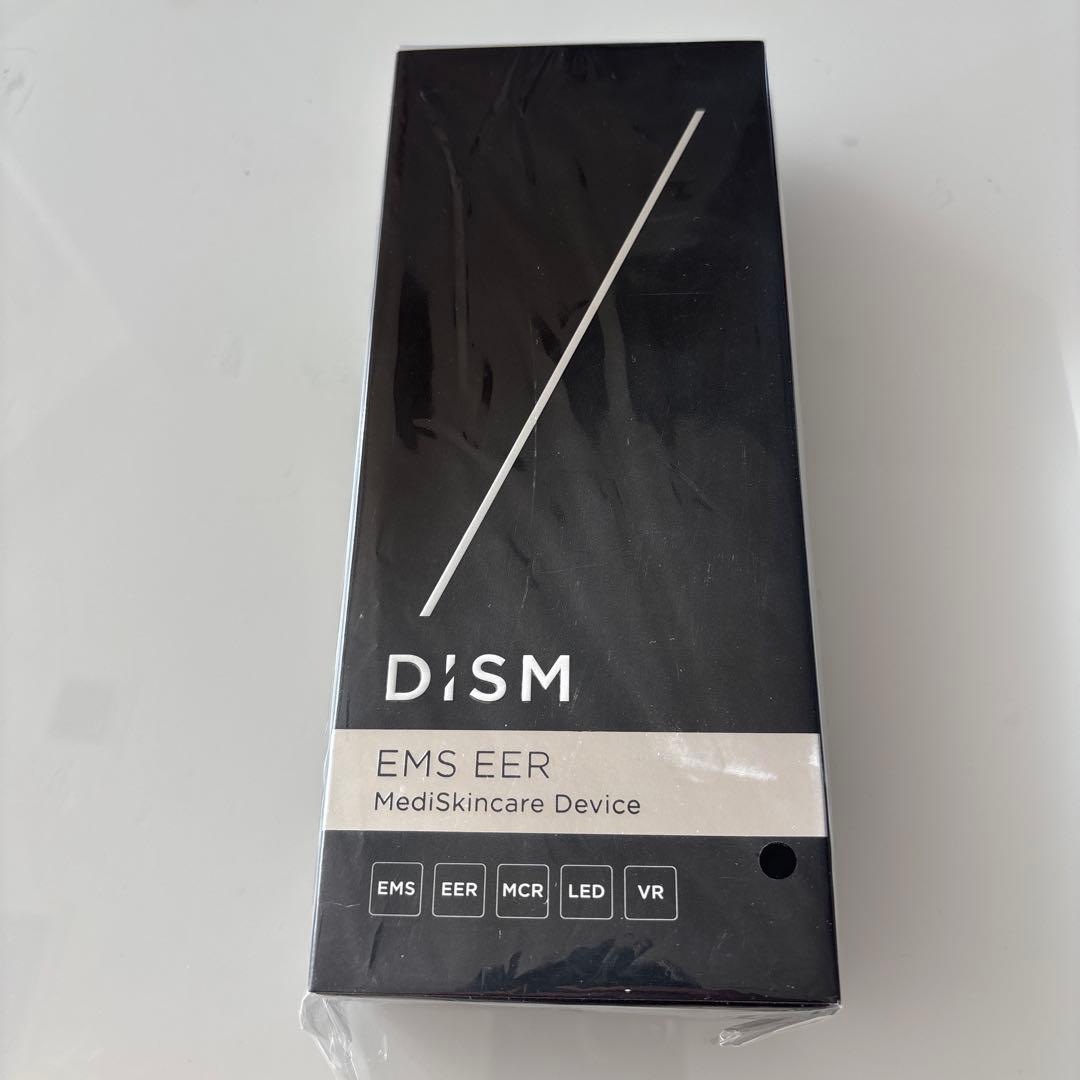 DISM
EMS EER
MediSkincare Device
EMS EER MCR LED VR